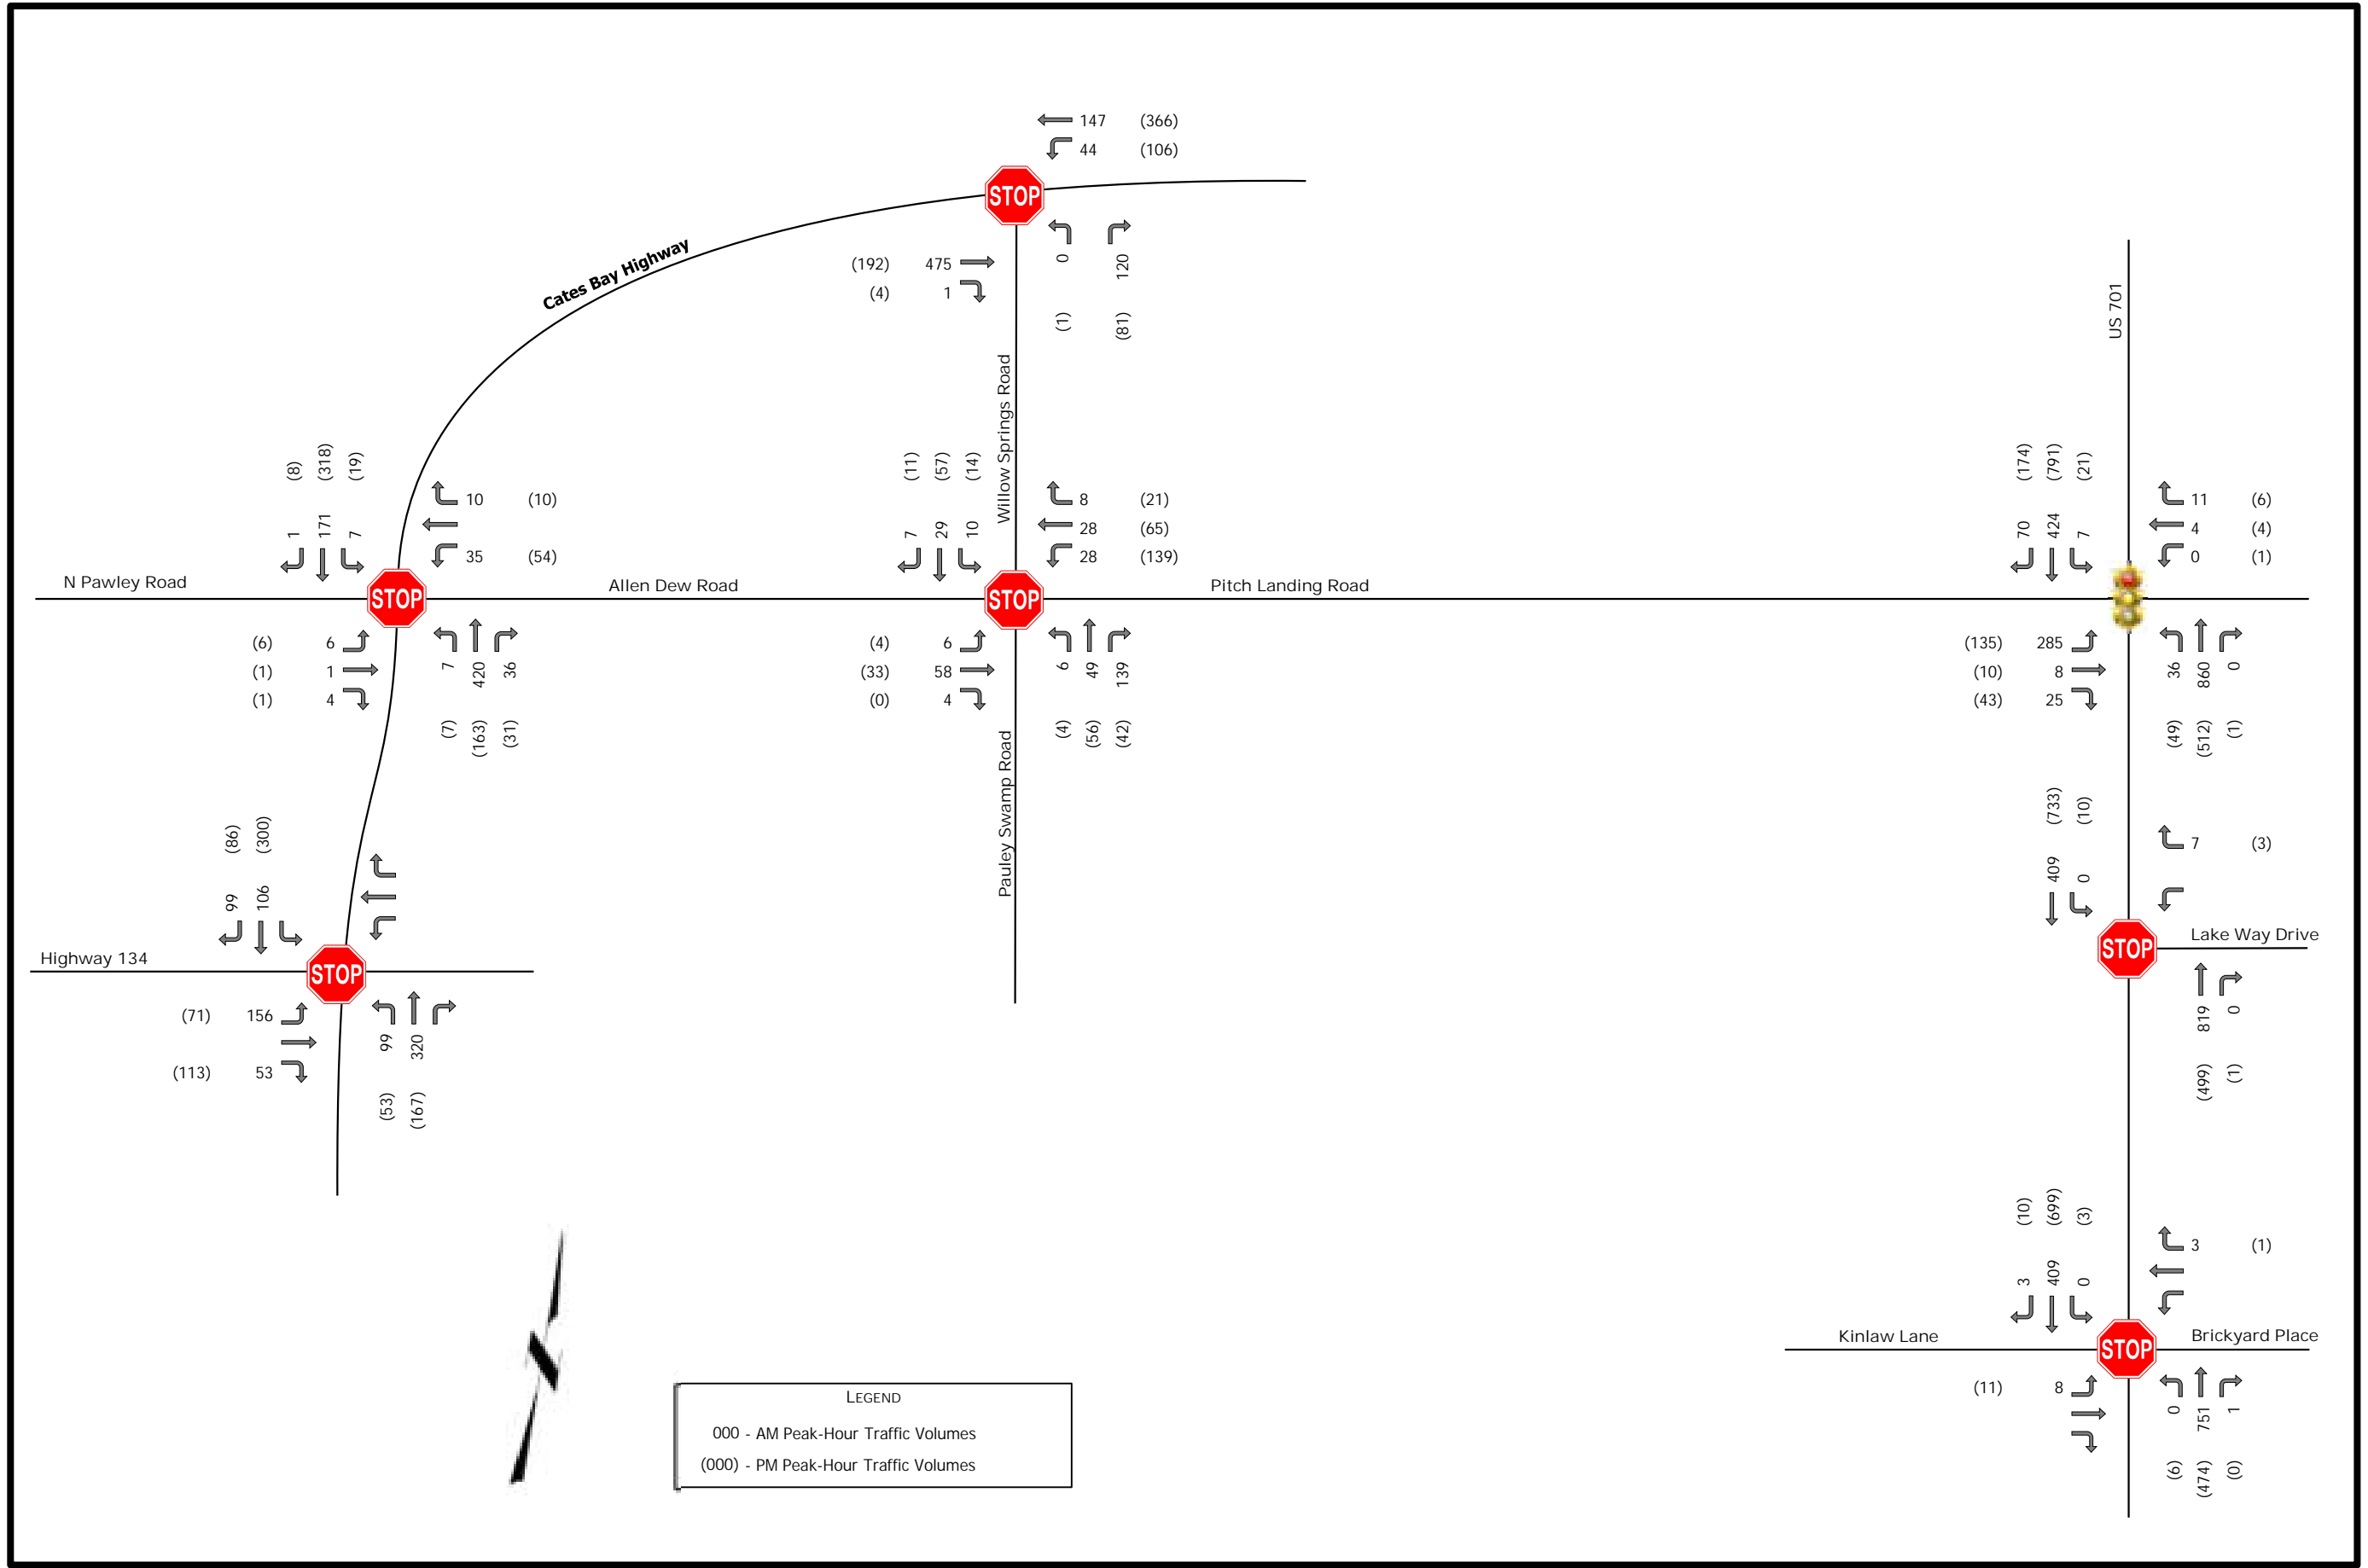 147 (366)
44 (106)
STOP
Cates Bay Highway
(192) 475
(4) 1
0 120
(1) (81)
Willow Springs Road
US 701
(8) (318) (19)
1 171 7
10 (10)
35 (54)
(11) (57) (14)
7 29 10
8 (21)
28 (65)
28 (139)
(174) (791) (21)
70 424 7
11 (6)
4 (4)
0 (1)
N Pawley Road
STOP
Allen Dew Road
STOP
Pitch Landing Road
(6) 6
(1) 1
(1) 4
7 420 36
(7) (163) (31)
(4) 6
(33) 58
(0) 4
6 49 139
(4) (56) (42)
(135) 285
(10) 8
(43) 25
36 860 0
(49) (512) (1)
Pauley Swamp Road
(86) (300)
99 106
Highway 134
STOP
(71) 156
(113) 53
99 320
(53) (167)
(733) (10)
409 0
7 (3)
STOP
Lake Way Drive
819 0
(499) (1)
(10) (699) (3)
3 409 0
3 (1)
Kinlaw Lane
STOP
Brickyard Place
(11) 8
0 751 1
(6) (474) (0)
LEGEND
000 - AM Peak-Hour Traffic Volumes
(000) - PM Peak-Hour Traffic Volumes